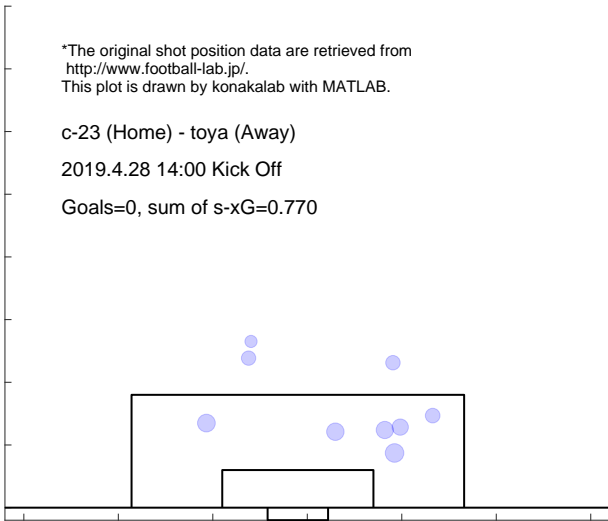 *The original shot position data are retrieved from
http://www.football-lab.jp/.
This plot is drawn by konakalab with MATLAB.
c-23 (Home) - toya (Away)
2019.4.28 14:00 Kick Off
Goals=0, sum of s-xG=0.770